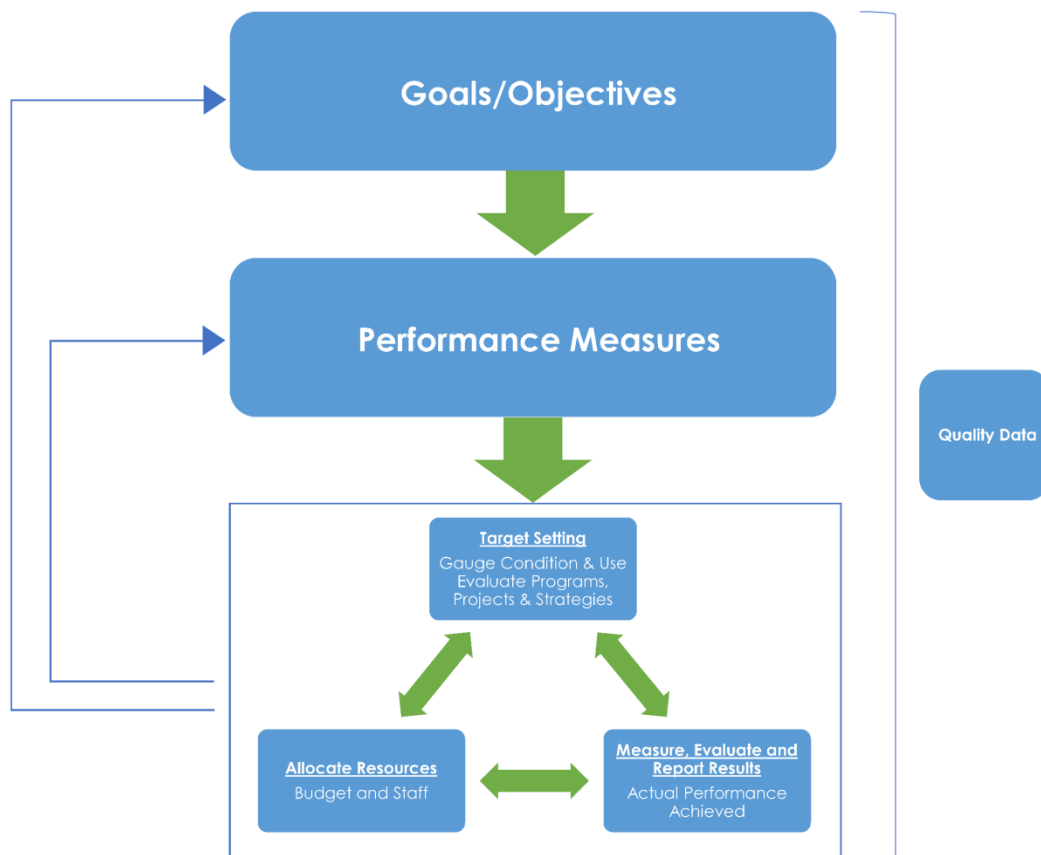 Goals/Objectives
Performance Measures
Quality Data
Target Setting
Gauge Condition & Use
Evaluate Programs,
Projects & Strategies
Allocate Resources
Budget and Staff
Measure, Evaluate and
Report Results
Actual Performance
Achieved